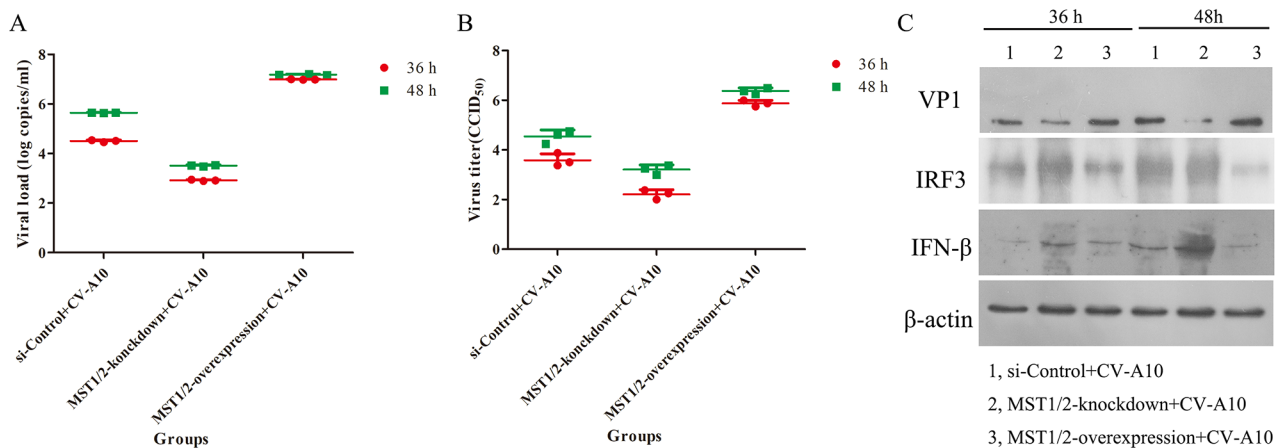 A
Viral load (log copies/ml)
8
6
4
2
0
36 h
48 h
si-Control+CV-A10
MST1/2-konckdown+CV-A10
MST1/2-overexpression+CV-A10
Groups
B
Virus titer(CCID50)
8
6
4
2
0
36 h
48 h
si-Control+CV-A10
MST1/2-konckdown+CV-A10
MST1/2-overexpression+CV-A10
Groups
C
36 h 48h
1 2 3 1 2 3
VP1
IRF3
IFN-β
β-actin
1, si-Control+CV-A10
2, MST1/2-knockdown+CV-A10
3, MST1/2-overexpression+CV-A10